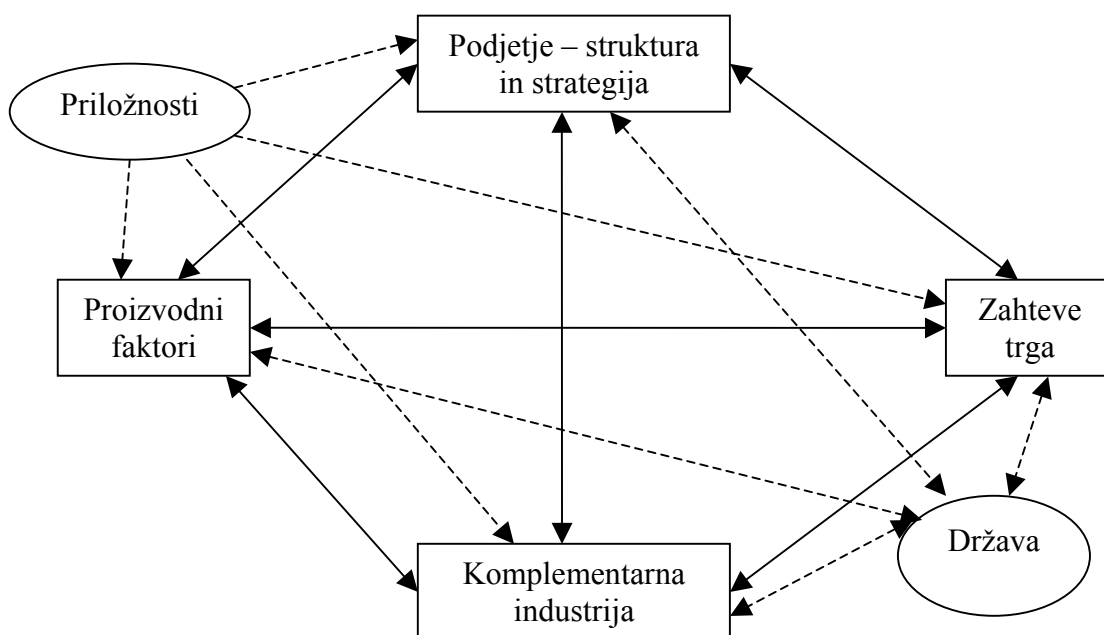 Podjetje – struktura
in strategija
Priložnosti
Proizvodni
faktori
Zahteve
trga
Komplementarna
industrija
Država